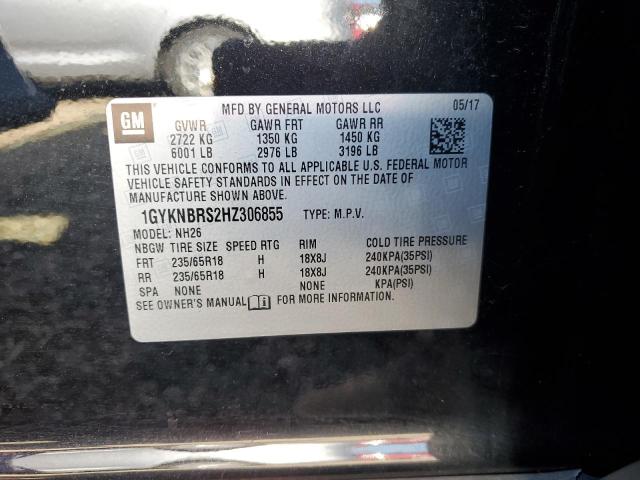 GM
MFD BY GENERAL MOTORS LLC 05/17
GVWR GAWR FRT GAWR RR
2722 KG 1350 KG 1450 KG
6001 LB 2976 LB 3196 LB
THIS VEHICLE CONFORMS TO ALL APPLICABLE U.S. FEDERAL MOTOR
VEHICLE SAFETY STANDARDS IN EFFECT ON THE DATE OF
MANUFACTURE SHOWN ABOVE.
1GYKNBRS2HZ306855 TYPE: M.P.V.
MODEL: NH26
NBGW TIRE SIZE SPEED RTG RIM COLD TIRE PRESSURE
FRT 235/65R18 H 18X8J 240KPA(35PSI)
RR 235/65R18 H 18X8J 240KPA(35PSI)
SPA NONE NONE KPA(PSI)
SEE OWNER'S MANUAL FOR MORE INFORMATION.